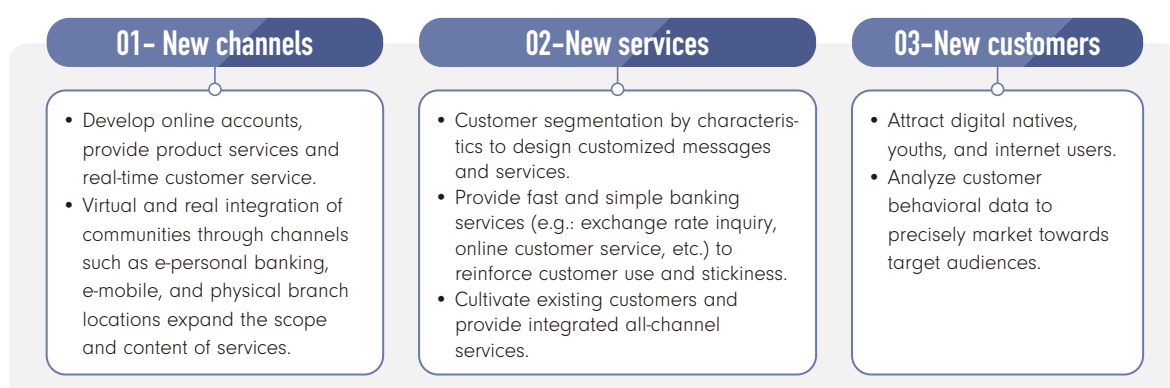 01- New channels
• Develop online accounts,
provide product services and
real-time customer service.
• Virtual and real integration of
communities through channels
such as e-personal banking,
e-mobile, and physical branch
locations expand the scope
and content of services.
02-New services
• Customer segmentation by characteris-
tics to design customized messages
and services.
• Provide fast and simple banking
services (e.g.: exchange rate inquiry,
online customer service, etc.) to
reinforce customer use and stickiness.
• Cultivate existing customers and
provide integrated all-channel
services.
03-New customers
• Attract digital natives,
youths, and internet users.
• Analyze customer
behavioral data to
precisely market towards
target audiences.